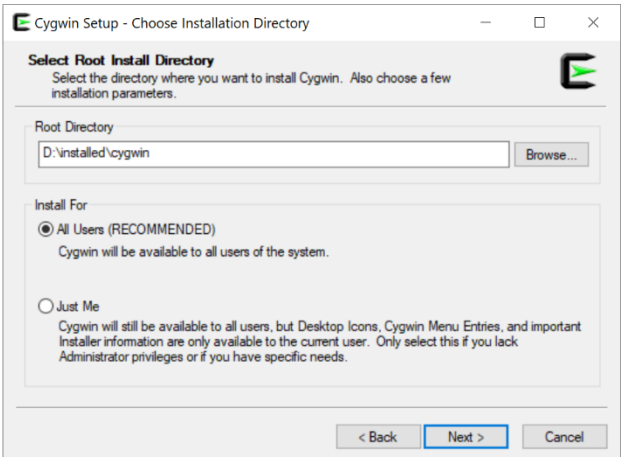 Cygwin Setup - Choose Installation Directory
Select Root Install Directory
Select the directory where you want to install Cygwin. Also choose a few
installation parameters.
Root Directory
D:\installed\cygwin
Browse...
Install For
All Users (RECOMMENDED)
Cygwin will be available to all users of the system.
Just Me
Cygwin will still be available to all users, but Desktop Icons, Cygwin Menu Entries, and important
Installer information are only available to the current user. Only select this if you lack
Administrator privileges or if you have specific needs.
< Back
Next >
Cancel